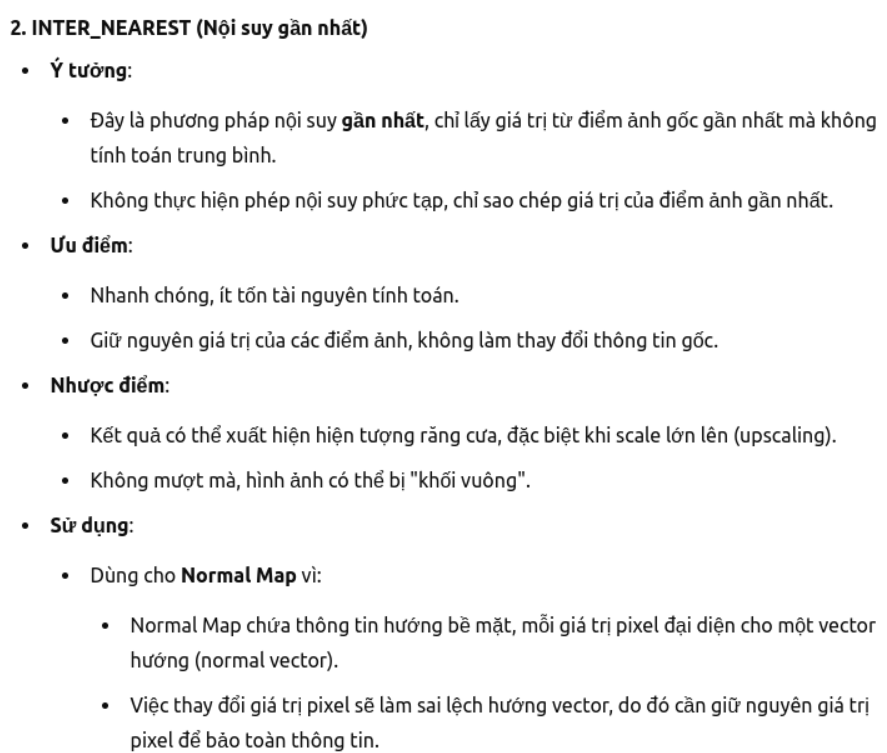 2. INTER_NEAREST (Nội suy gần nhất)
• Ý tưởng:
• Đây là phương pháp nội suy gần nhất, chỉ lấy giá trị từ điểm ảnh gốc gần nhất mà không
tính toán trung bình.
• Không thực hiện phép nội suy phức tạp, chỉ sao chép giá trị của điểm ảnh gần nhất.
• Ưu điểm:
• Nhanh chóng, ít tốn tài nguyên tính toán.
• Giữ nguyên giá trị của các điểm ảnh, không làm thay đổi thông tin gốc.
• Nhược điểm:
• Kết quả có thể xuất hiện hiện tượng răng cưa, đặc biệt khi scale lớn lên (upscaling).
• Không mượt mà, hình ảnh có thể bị "khối vuông".
• Sử dụng:
• Dùng cho Normal Map vì:
• Normal Map chứa thông tin hướng bề mặt, mỗi giá trị pixel đại diện cho một vector
hướng (normal vector).
• Việc thay đổi giá trị pixel sẽ làm sai lệch hướng vector, do đó cần giữ nguyên giá trị
pixel để bảo toàn thông tin.